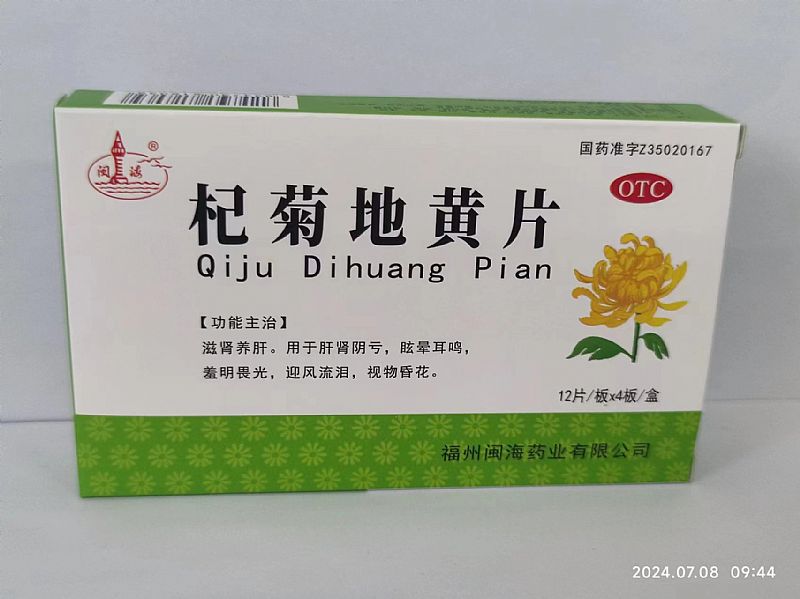 国药准字Z35020167
闽海
®
OTC
杞菊地黄片
Qiju Dihuang Pian
【功能主治】
滋肾养肝。用于肝肾阴亏，眩晕耳鸣，
羞明畏光，迎风流泪，视物昏花。
12片/板x4板/盒
福州闽海药业有限公司
2024.07.08 09:44